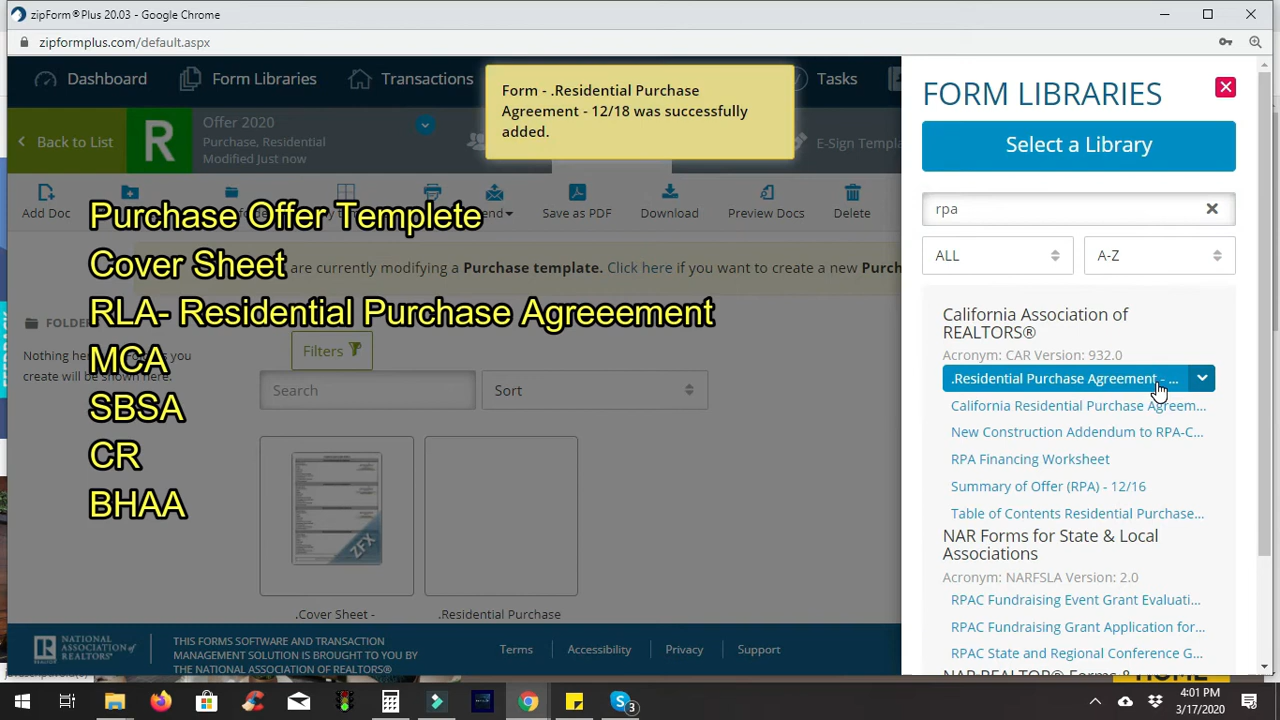 zipForm®Plus 20.03 - Google Chrome
zipformplus.com/default.aspx
Dashboard
Form Libraries
Transactions
Tasks
Form - .Residential Purchase
Agreement - 12/18 was successfully
added.
Back to List
R
Offer 2020
Purchase, Residential
Modified Just now
E-Sign Templa
Add Doc
Save as PDF
Download
Preview Docs
Delete
Purchase Offer Templete
Cover Sheet
RLA- Residential Purchase Agreeement
MCA
SBSA
CR
BHAA
are currently modifying a Purchase template. Click here if you want to create a new Purch
FOLDER
Nothing here
create will be shown here.
Filters
Search
Sort
ZFX
.Cover Sheet -
.Residential Purchase
FORM LIBRARIES
Select a Library
rpa
ALL
A-Z
California Association of
REALTORS®
Acronym: CAR Version: 932.0
.Residential Purchase Agreement - ...
California Residential Purchase Agreem...
New Construction Addendum to RPA-C...
RPA Financing Worksheet
Summary of Offer (RPA) - 12/16
Table of Contents Residential Purchase...
NAR Forms for State & Local
Associations
Acronym: NARFSLA Version: 2.0
RPAC Fundraising Event Grant Evaluati...
RPAC Fundraising Grant Application for...
RPAC State and Regional Conference G...
NATIONAL
ASSOCIATION of
REALTORS®
THIS FORMS SOFTWARE AND TRANSACTION
MANAGEMENT SOLUTION IS BROUGHT TO YOU BY
THE NATIONAL ASSOCIATION OF REALTORS®
Terms
Accessibility
Privacy
Support
FEEDBACK
HOME
3
4:01 PM
3/17/2020